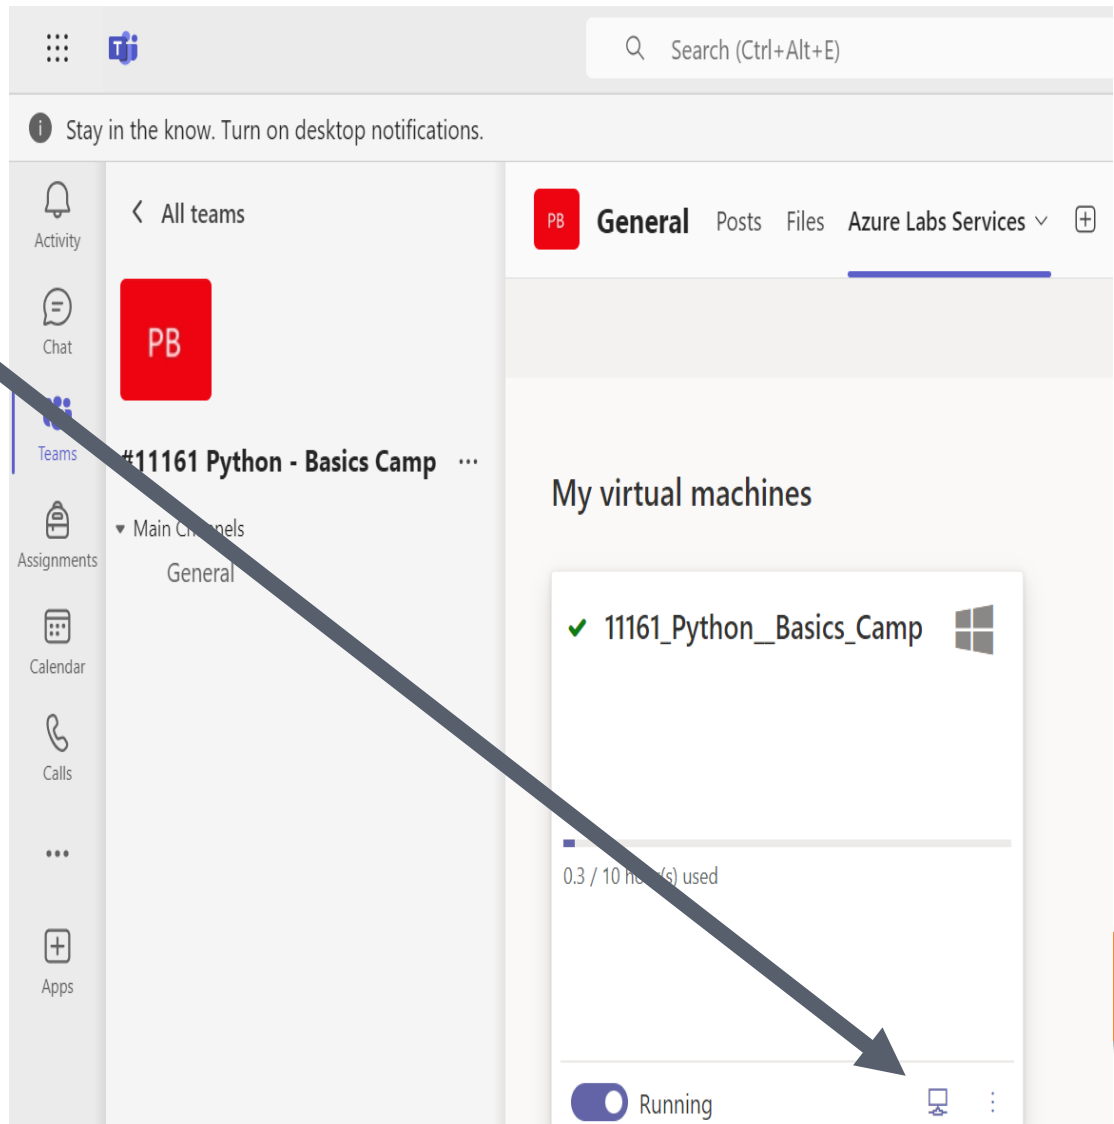 Search (Ctrl+Alt+E)
Stay in the know. Turn on desktop notifications.
Activity
Chat
Teams
Assignments
Calendar
Calls
Apps
All teams
PB
#11161 Python - Basics Camp ...
Main Channels
General
PB General Posts Files Azure Labs Services
My virtual machines
11161_Python__Basics_Camp
0.3 / 10 hour(s) used
Running